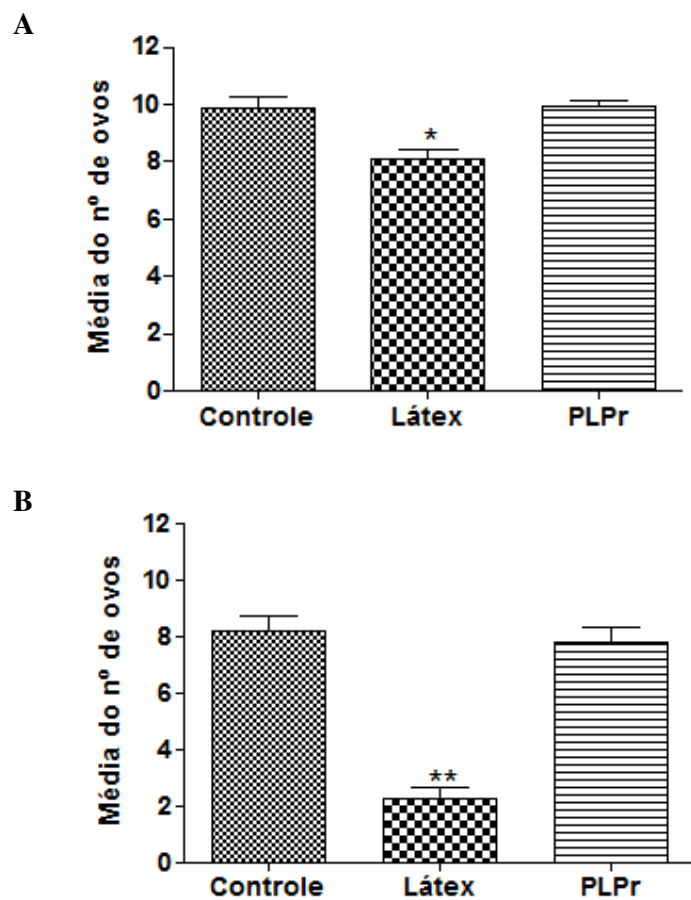 A
Média do nº de ovos
12
10
8
6
4
2
0
*
Controle Látex PLPr
B
Média do nº de ovos
12
10
8
6
4
2
0
**
Controle Látex PLPr